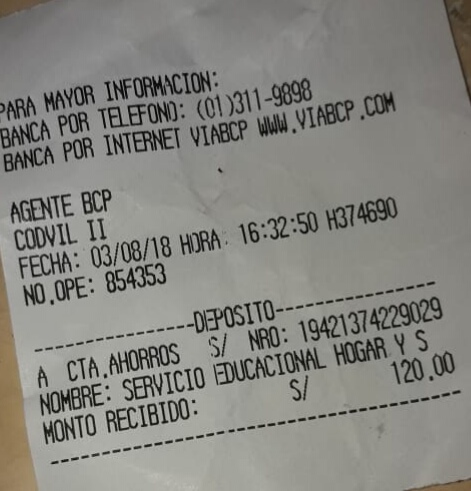 PARA MAYOR INFORMACION:
BANCA POR TELEFONO: (01)311-9898
BANCA POR INTERNET VIABCP WWW.VIABCP.COM
AGENTE BCP
CODVIL II
FECHA: 03/08/18 HORA: 16:32:50 H374690
NO.OPE: 854353
--------------------DEPOSITO--------------------
A CTA.AHORROS S/ NRO: 19421374229029
NOMBRE: SERVICIO EDUCACIONAL HOGAR Y S
MONTO RECIBIDO: S/ 120.00
------------------------------------------------